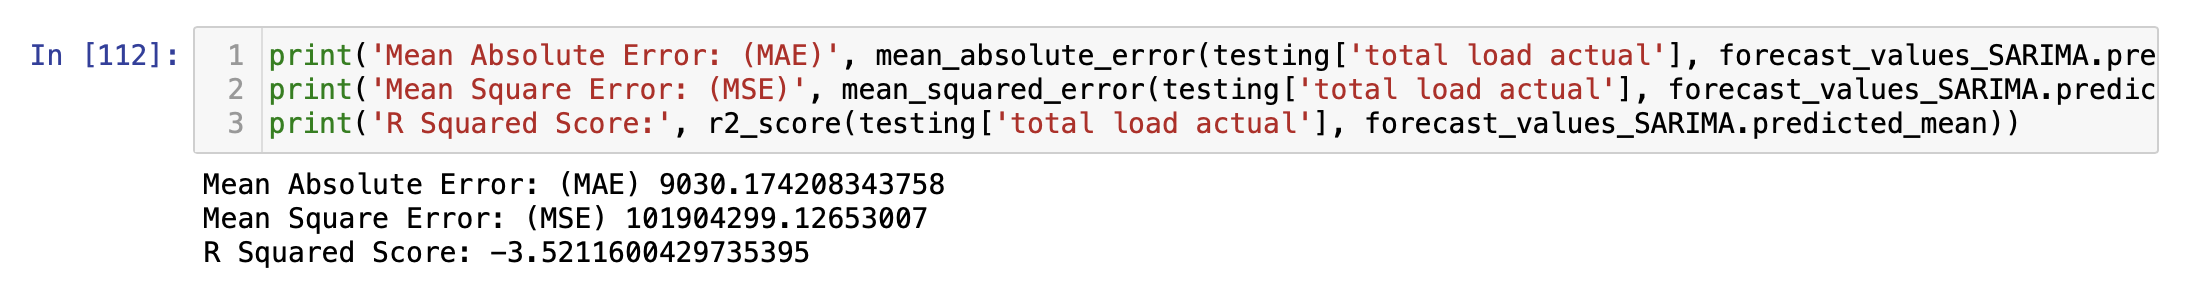 In [112]:
1 print('Mean Absolute Error: (MAE)', mean_absolute_error(testing['total load actual'], forecast_values_SARIMA.pre
2 print('Mean Square Error: (MSE)', mean_squared_error(testing['total load actual'], forecast_values_SARIMA.predic
3 print('R Squared Score:', r2_score(testing['total load actual'], forecast_values_SARIMA.predicted_mean))
Mean Absolute Error: (MAE) 9030.174208343758
Mean Square Error: (MSE) 101904299.12653007
R Squared Score: -3.5211600429735395